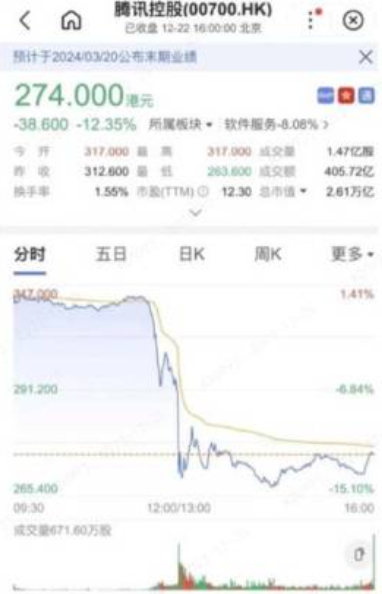 腾讯控股(00700.HK)
已收盘 12-22 16:00:00 北京
预计于2024/03/20公布末期业绩
274.000港元
-38.600 -12.35% 所属板块 软件服务-8.08%
今开 317.000 最高 317.000 成交量 1.47亿股
昨收 312.600 最低 263.600 成交额 405.72亿
换手率 1.55% 市盈(TTM) 12.30 总市值 2.61万亿
分时 五日 日K 周K 更多
1.41%
291.200 -6.84%
265.400 -15.10%
09:30 12:00/13:00 16:00
成交量671.60万股